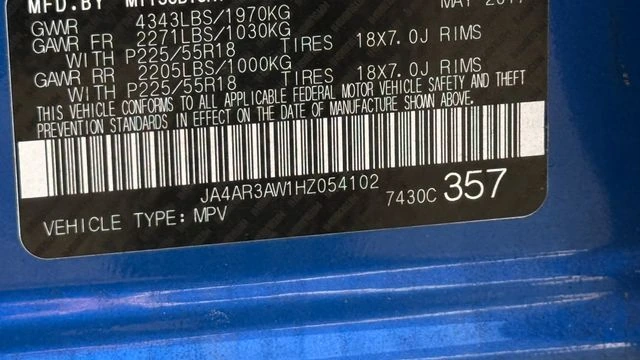 MFD.BY
GVWR 4343LBS/1970KG
GAWR FR 2271LBS/1030KG
WITH P225/55R18 TIRES 18X7.0J RIMS
GAWR RR 2205LBS/1000KG
WITH P225/55R18 TIRES 18X7.0J RIMS
THIS VEHICLE CONFORMS TO ALL APPLICABLE FEDERAL MOTOR VEHICLE SAFETY AND THEFT
PREVENTION STANDARDS IN EFFECT ON THE DATE OF MANUFACTURE SHOWN ABOVE.
JA4AR3AW1HZ054102
7430C 357
VEHICLE TYPE: MPV